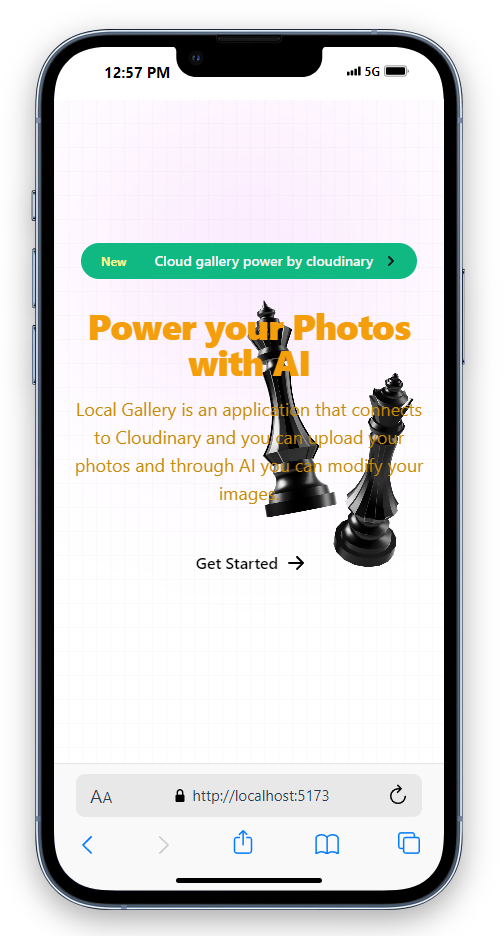 12:57 PM 5G
New Cloud gallery power by cloudinary
Power your Photos
with AI
Local Gallery is an application that connects
to Cloudinary and you can upload your
photos and through AI you can modify your
images
Get Started
AA http://localhost:5173